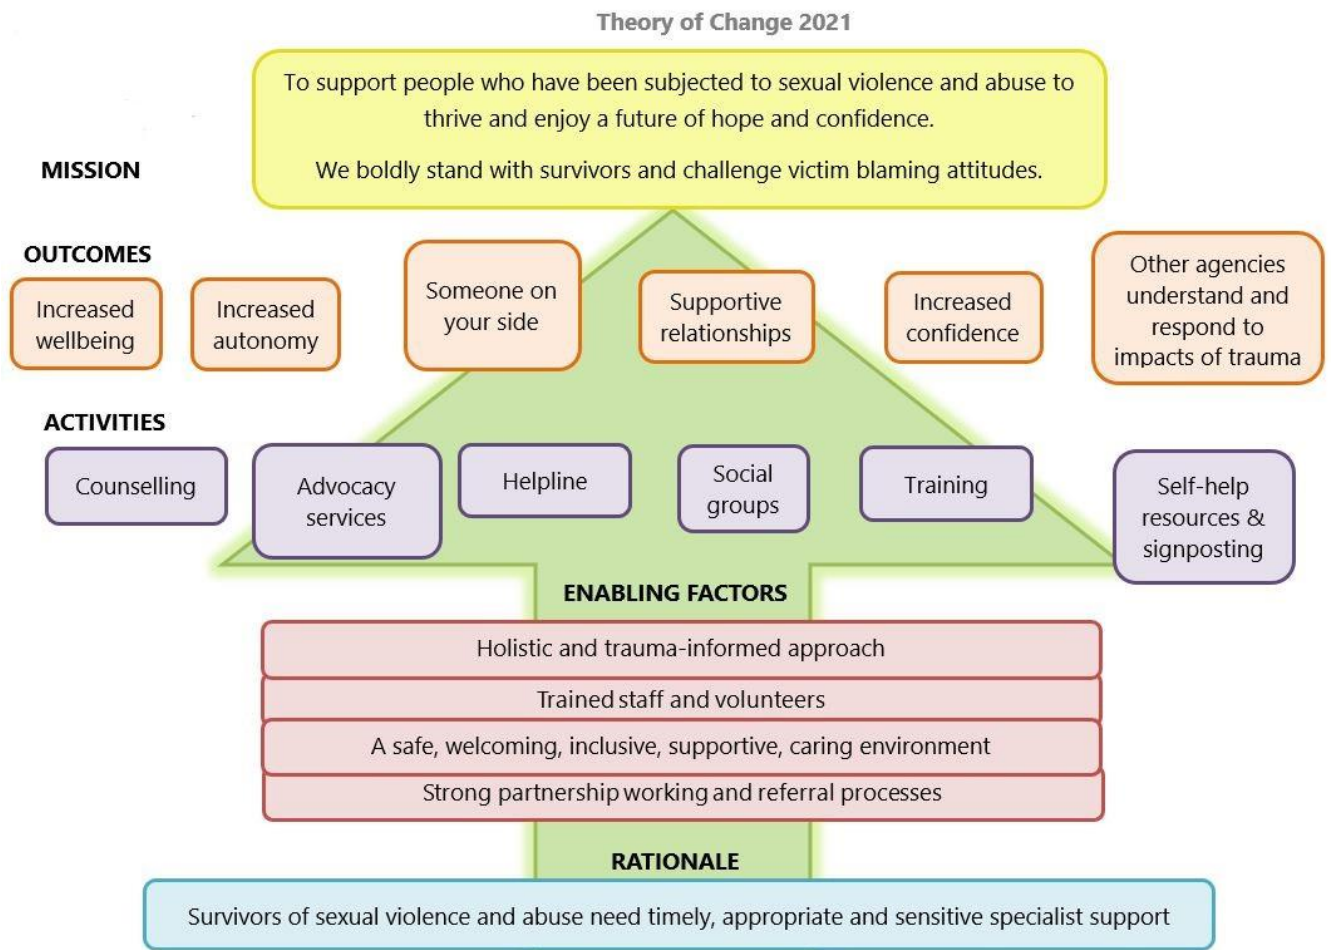 Theory of Change 2021
To support people who have been subjected to sexual violence and abuse to
thrive and enjoy a future of hope and confidence.
We boldly stand with survivors and challenge victim blaming attitudes.
MISSION
OUTCOMES
Increased
wellbeing
Increased
autonomy
Someone on
your side
Supportive
relationships
Increased
confidence
Other agencies
understand and
respond to
impacts of trauma
ACTIVITIES
Counselling
Advocacy
services
Helpline
Social
groups
Training
Self-help
resources &
signposting
ENABLING FACTORS
Holistic and trauma-informed approach
Trained staff and volunteers
A safe, welcoming, inclusive, supportive, caring environment
Strong partnership working and referral processes
RATIONALE
Survivors of sexual violence and abuse need timely, appropriate and sensitive specialist support